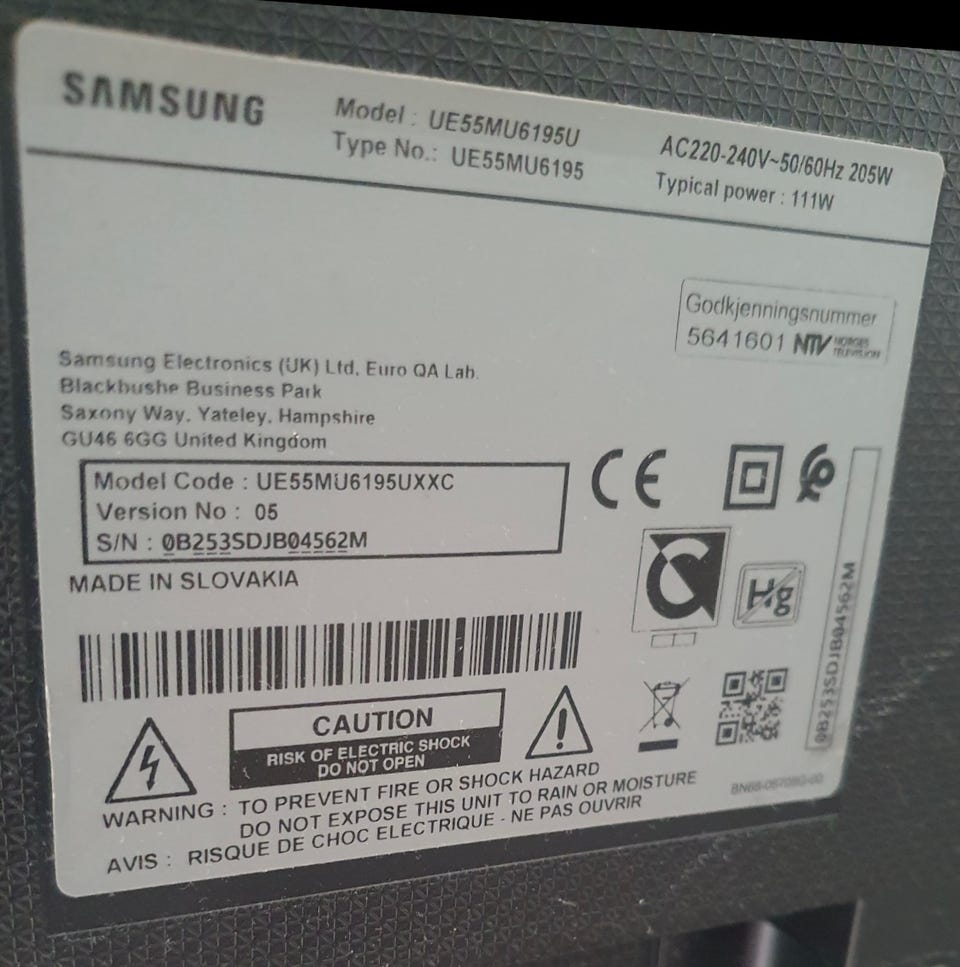 SAMSUNG
Model : UE55MU6195U
Type No.: UE55MU6195
AC220-240V~50/60Hz 205W
Typical power : 111W
Godkjenningsnummer
5641601 NTV NORGES TELEVISION
Samsung Electronics (UK) Ltd, Euro QA Lab.
Blackbushe Business Park
Saxony Way, Yateley, Hampshire
GU46 6GG United Kingdom
Model Code : UE55MU6195UXXC
Version No : 05
S/N : 0B253SDJB04562M
MADE IN SLOVAKIA
CE
Hg
0B253SDJB04562M
CAUTION
RISK OF ELECTRIC SHOCK
DO NOT OPEN
WARNING : TO PREVENT FIRE OR SHOCK HAZARD
DO NOT EXPOSE THIS UNIT TO RAIN OR MOISTURE
AVIS : RISQUE DE CHOC ELECTRIQUE - NE PAS OUVRIR